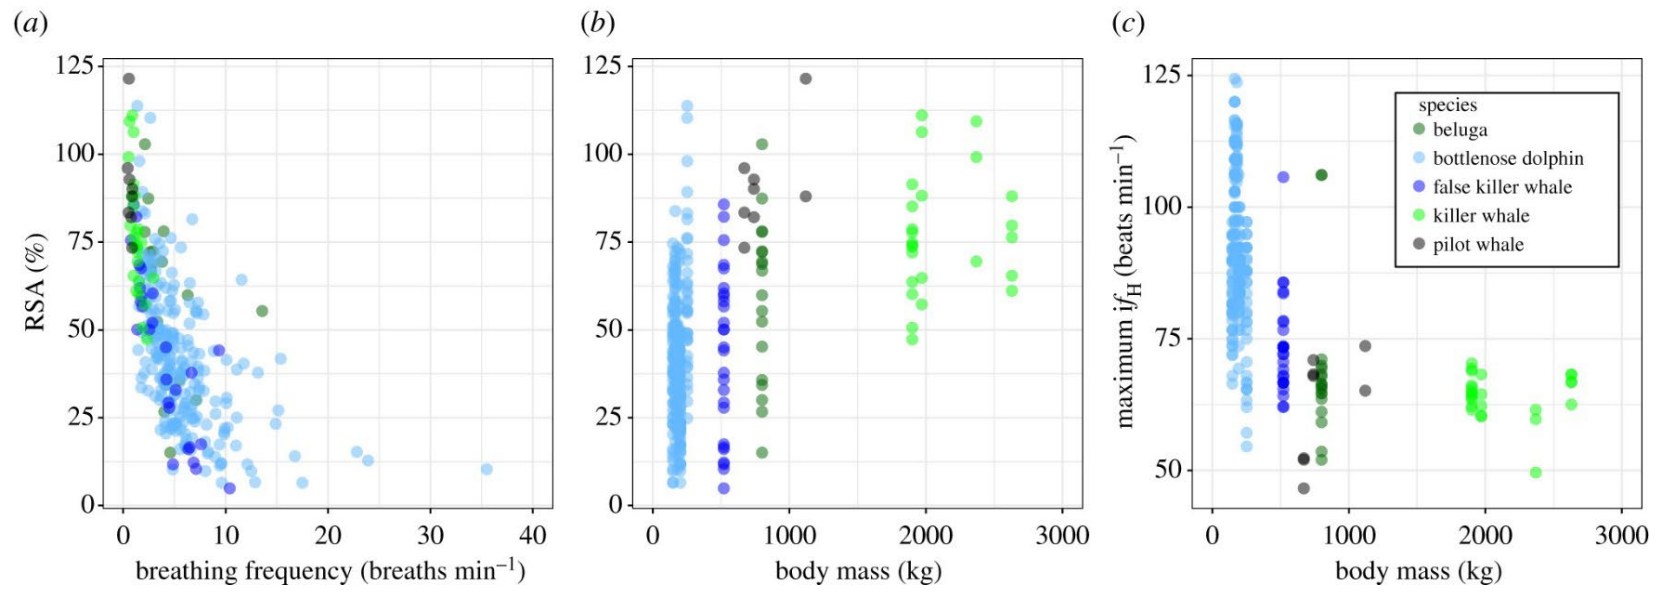 (a)
125
100
75
50
25
0
RSA (%)
0 10 20 30 40
breathing frequency (breaths min⁻¹)
(b)
125
100
75
50
25
0
0 1000 2000 3000
body mass (kg)
(c)
125
100
75
50
maximum ifH (beats min⁻¹)
0 1000 2000 3000
body mass (kg)
species
beluga
bottlenose dolphin
false killer whale
killer whale
pilot whale